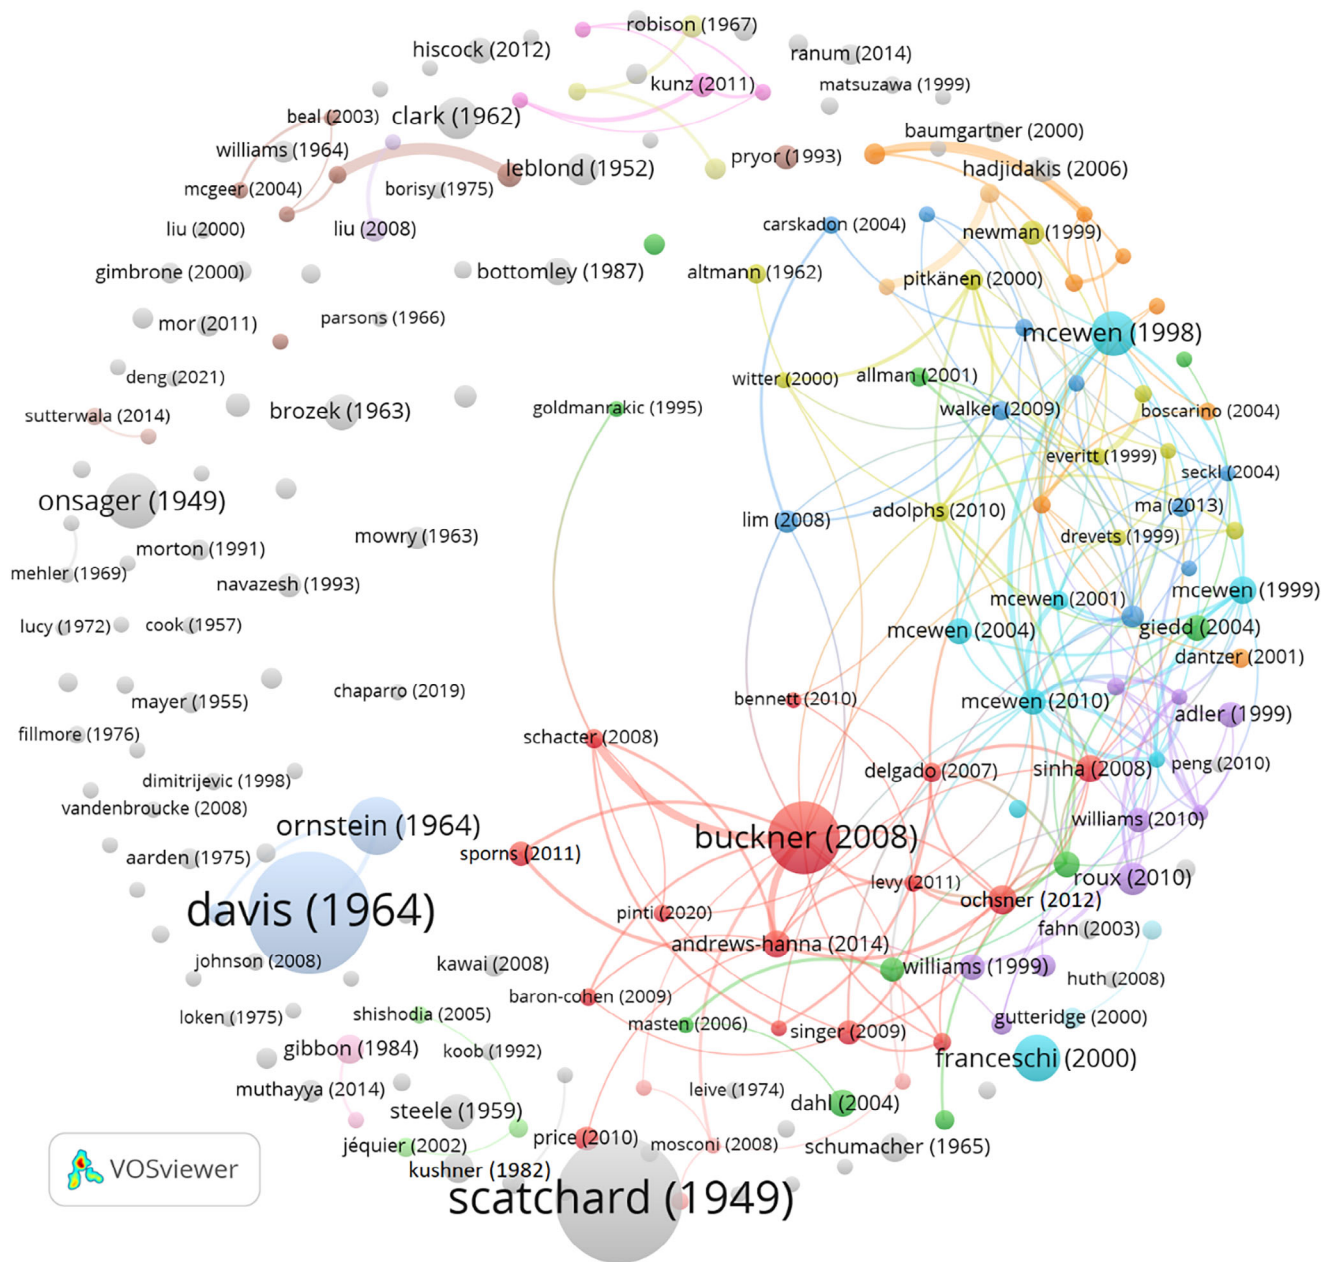 robison (1967)
hiscock (2012)
ranum (2014)
kunz (2011)
matsuzawa (1999)
beal (2003)
clark (1962)
baumgartner (2000)
williams (1964)
pryor (1993)
leblond (1952)
hadjidakis (2006)
mcgeer (2004)
borisy (1975)
liu (2000)
liu (2008)
carskadon (2004)
newman (1999)
gimbrone (2000)
bottomley (1987)
altmann (1962)
pitkänen (2000)
mor (2011)
parsons (1966)
mcewen (1998)
deng (2021)
witter (2000)
allman (2001)
sutterwala (2014)
brozek (1963)
goldmanrakic (1995)
walker (2009)
boscarino (2004)
everitt (1999)
seckl (2004)
onsager (1949)
ma (2013)
lim (2008)
adolphs (2010)
mowry (1963)
drevets (1999)
morton (1991)
mehler (1969)
navazesh (1993)
mcewen (1999)
mcewen (2001)
lucy (1972)
cook (1957)
mcewen (2004)
giedd (2004)
dantzer (2001)
chaparro (2019)
bennett (2010)
mayer (1955)
mcewen (2010)
adler (1999)
fillmore (1976)
schacter (2008)
peng (2010)
dimitrijevic (1998)
delgado (2007)
sinha (2008)
vandenbroucke (2008)
ornstein (1964)
buckner (2008)
williams (2010)
aarden (1975)
sporns (2011)
levy (2011)
roux (2010)
davis (1964)
pinti (2020)
ochsner (2012)
andrews-hanna (2014)
fahn (2003)
johnson (2008)
kawai (2008)
williams (1999)
huth (2008)
baron-cohen (2009)
loken (1975)
shishodia (2005)
masten (2006)
singer (2009)
gutteridge (2000)
gibbon (1984)
koob (1992)
franceschi (2000)
muthayya (2014)
leive (1974)
steele (1959)
dahl (2004)
jéquier (2002)
price (2010)
mosconi (2008)
schumacher (1965)
VOSviewer
kushner (1982)
scatchard (1949)